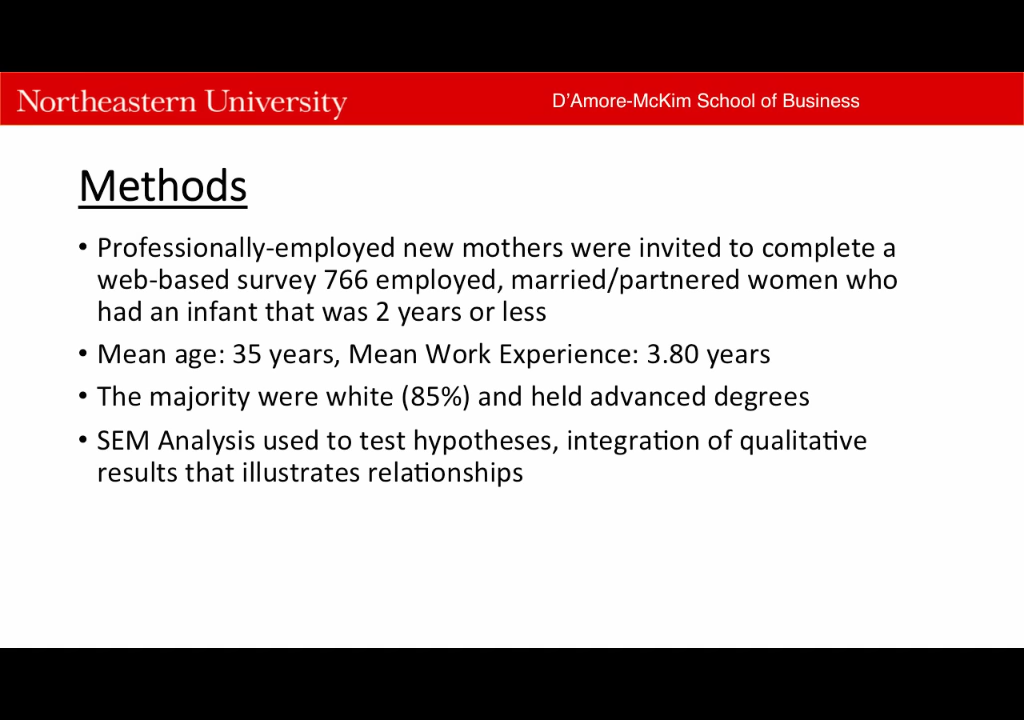 Northeastern University
D'Amore-McKim School of Business
Methods
• Professionally-employed new mothers were invited to complete a
web-based survey 766 employed, married/partnered women who
had an infant that was 2 years or less
• Mean age: 35 years, Mean Work Experience: 3.80 years
• The majority were white (85%) and held advanced degrees
• SEM Analysis used to test hypotheses, integration of qualitative
results that illustrates relationships